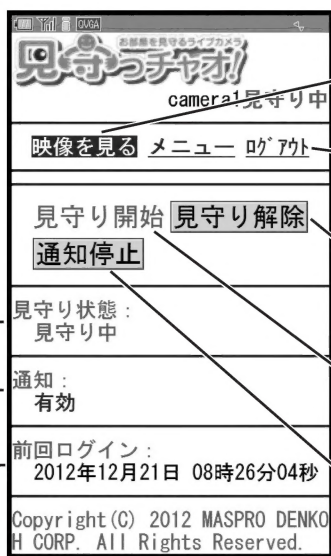 QVGA
お部屋を見守るライブカメラ
見守っチャオ!
camera1見守り中
映像を見る メニュー ﾛｸﾞｱｳﾄ
見守り開始 見守り解除
通知停止
見守り状態：
見守り中
通知：
有効
前回ログイン：
2012年12月21日 08時26分04秒
Copyright(C) 2012 MASPRO DENKO
H CORP. All Rights Reserved.